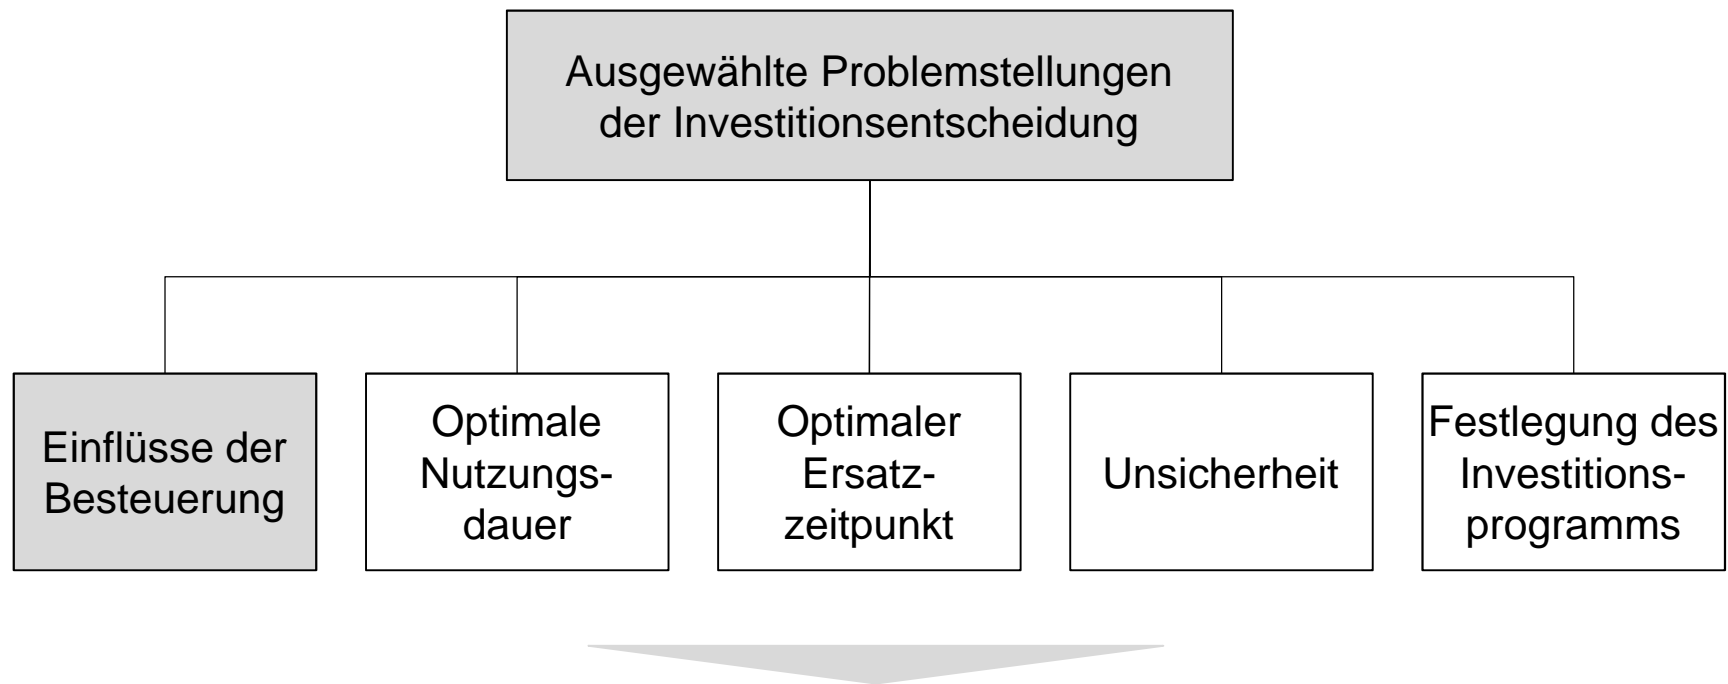 Ausgewählte Problemstellungen
der Investitionsentscheidung
Einflüsse der
Besteuerung
Optimale
Nutzungs-
dauer
Optimaler
Ersatz-
zeitpunkt
Unsicherheit
Festlegung des
Investitions-
programms